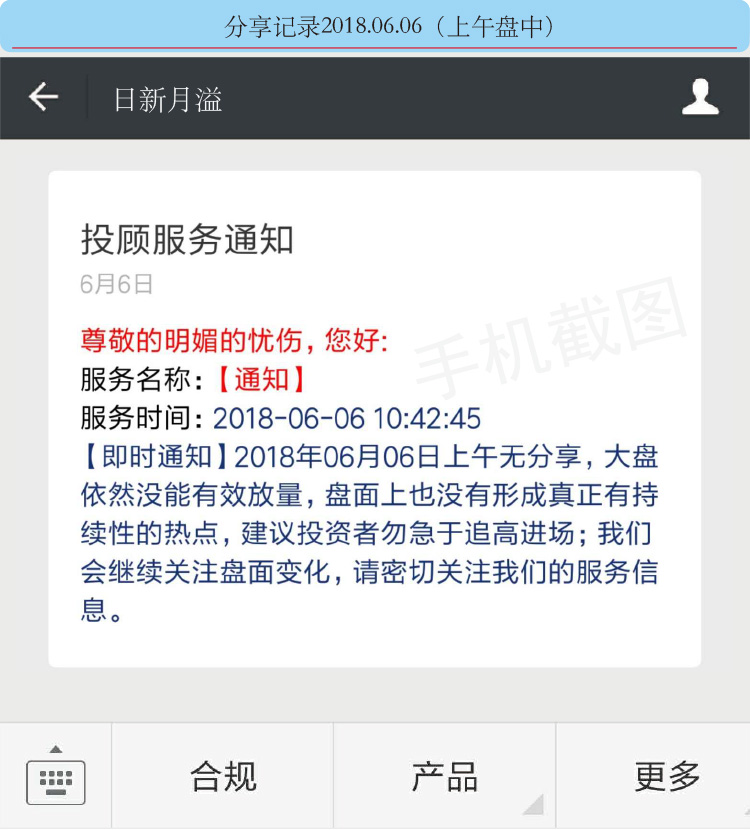 分享记录2018.06.06（上午盘中）
日新月溢
投顾服务通知
6月6日
手机截图
尊敬的明媚的忧伤，您好:
服务名称：【通知】
服务时间：2018-06-06 10:42:45
【即时通知】2018年06月06日上午无分享，大盘
依然没能有效放量，盘面上也没有形成真正有持
续性的热点，建议投资者勿急于追高进场；我们
会继续关注盘面变化，请密切关注我们的服务信
息。
合规
产品
更多